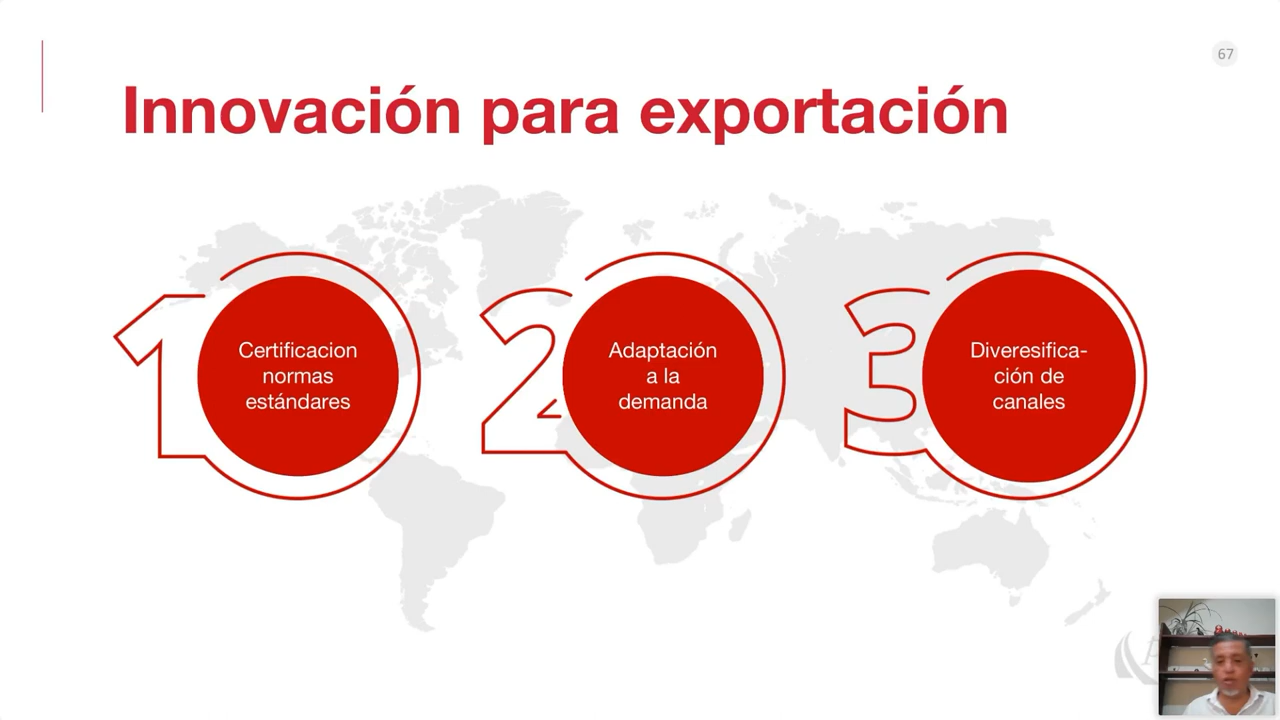 67
Innovación para exportación
1
Certificacion
normas
estándares
2
Adaptación
a la
demanda
3
Diveresifica-
ción de
canales